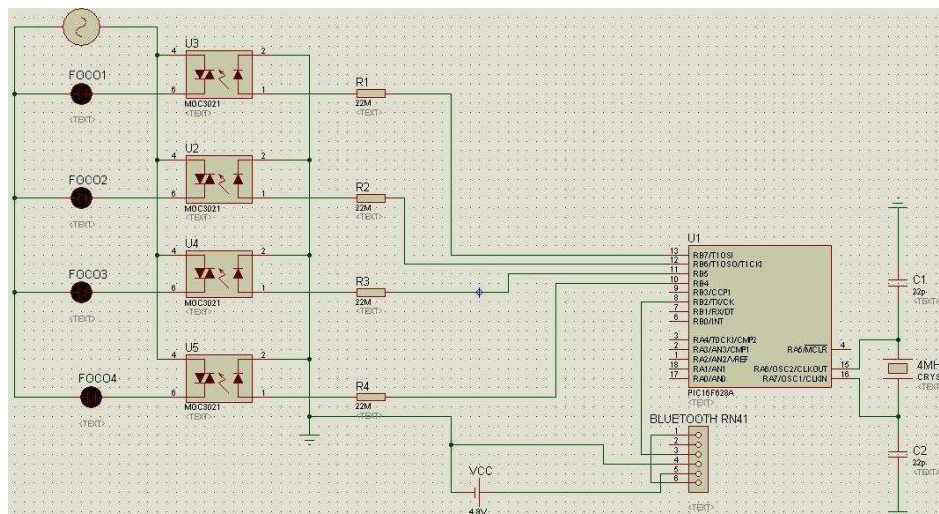 U3
4
2
6
1
MOC3021
<TEXT>
FOCO1
<TEXT>
R1
22M
<TEXT>
U2
4
2
6
1
MOC3021
<TEXT>
FOCO2
<TEXT>
R2
22M
<TEXT>
U4
4
2
6
1
MOC3021
<TEXT>
FOCO3
<TEXT>
R3
22M
<TEXT>
U5
4
2
6
1
MOC3021
<TEXT>
FOCO4
<TEXT>
R4
22M
<TEXT>
U1
13 RB7/T1OSI
12 RB6/T1OSO/T1CKI
11 RB5
10 RB4
9 RB3/CCP1
8 RB2/TX/CK
7 RB1/RX/DT
6 RB0/INT
3 RA4/T0CKI/CMP2
2 RA3/AN3/CMP1
1 RA2/AN2/VREF
18 RA1/AN1
17 RA0/AN0
RA5/MCLR 4
RA6/OSC2/CLKOUT 15
RA7/OSC1/CLKIN 16
PIC16F628A
<TEXT>
C1
22p
<TEXT
4MH
CRYS
<TEXT
C2
22p
<TEXT
BLUETOOTH RN41
1
2
3
4
5
6
<TEXT>
VCC
4.8V